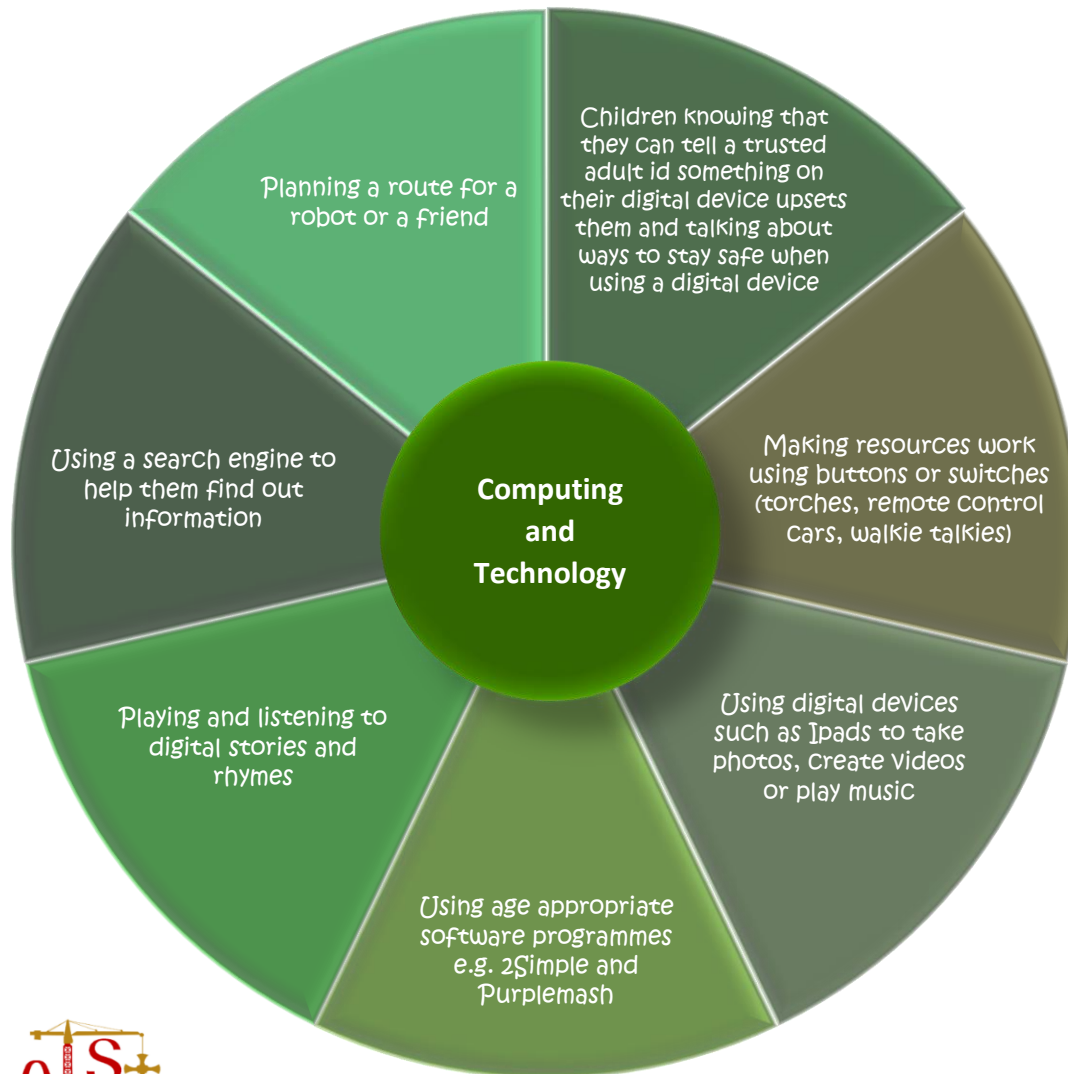 Children knowing that
they can tell a trusted
adult id something on
their digital device upsets
them and talking about
ways to stay safe when
using a digital device
Making resources work
using buttons or switches
(torches, remote control
cars, walkie talkies)
Using digital devices
such as Ipads to take
photos, create videos
or play music
Using age appropriate
software programmes
e.g. 2Simple and
Purplemash
Playing and listening to
digital stories and
rhymes
Using a search engine to
help them find out
information
Planning a route for a
robot or a friend
Computing
and
Technology